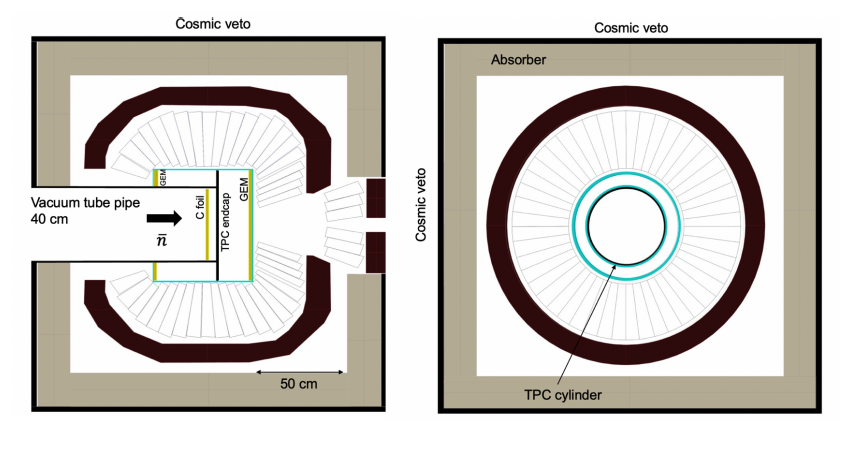 Cosmic veto
GEM
GEM
C foil
TPC endcap
Vacuum tube pipe
40 cm
n̄
50 cm
Cosmic veto
Absorber
Cosmic veto
TPC cylinder